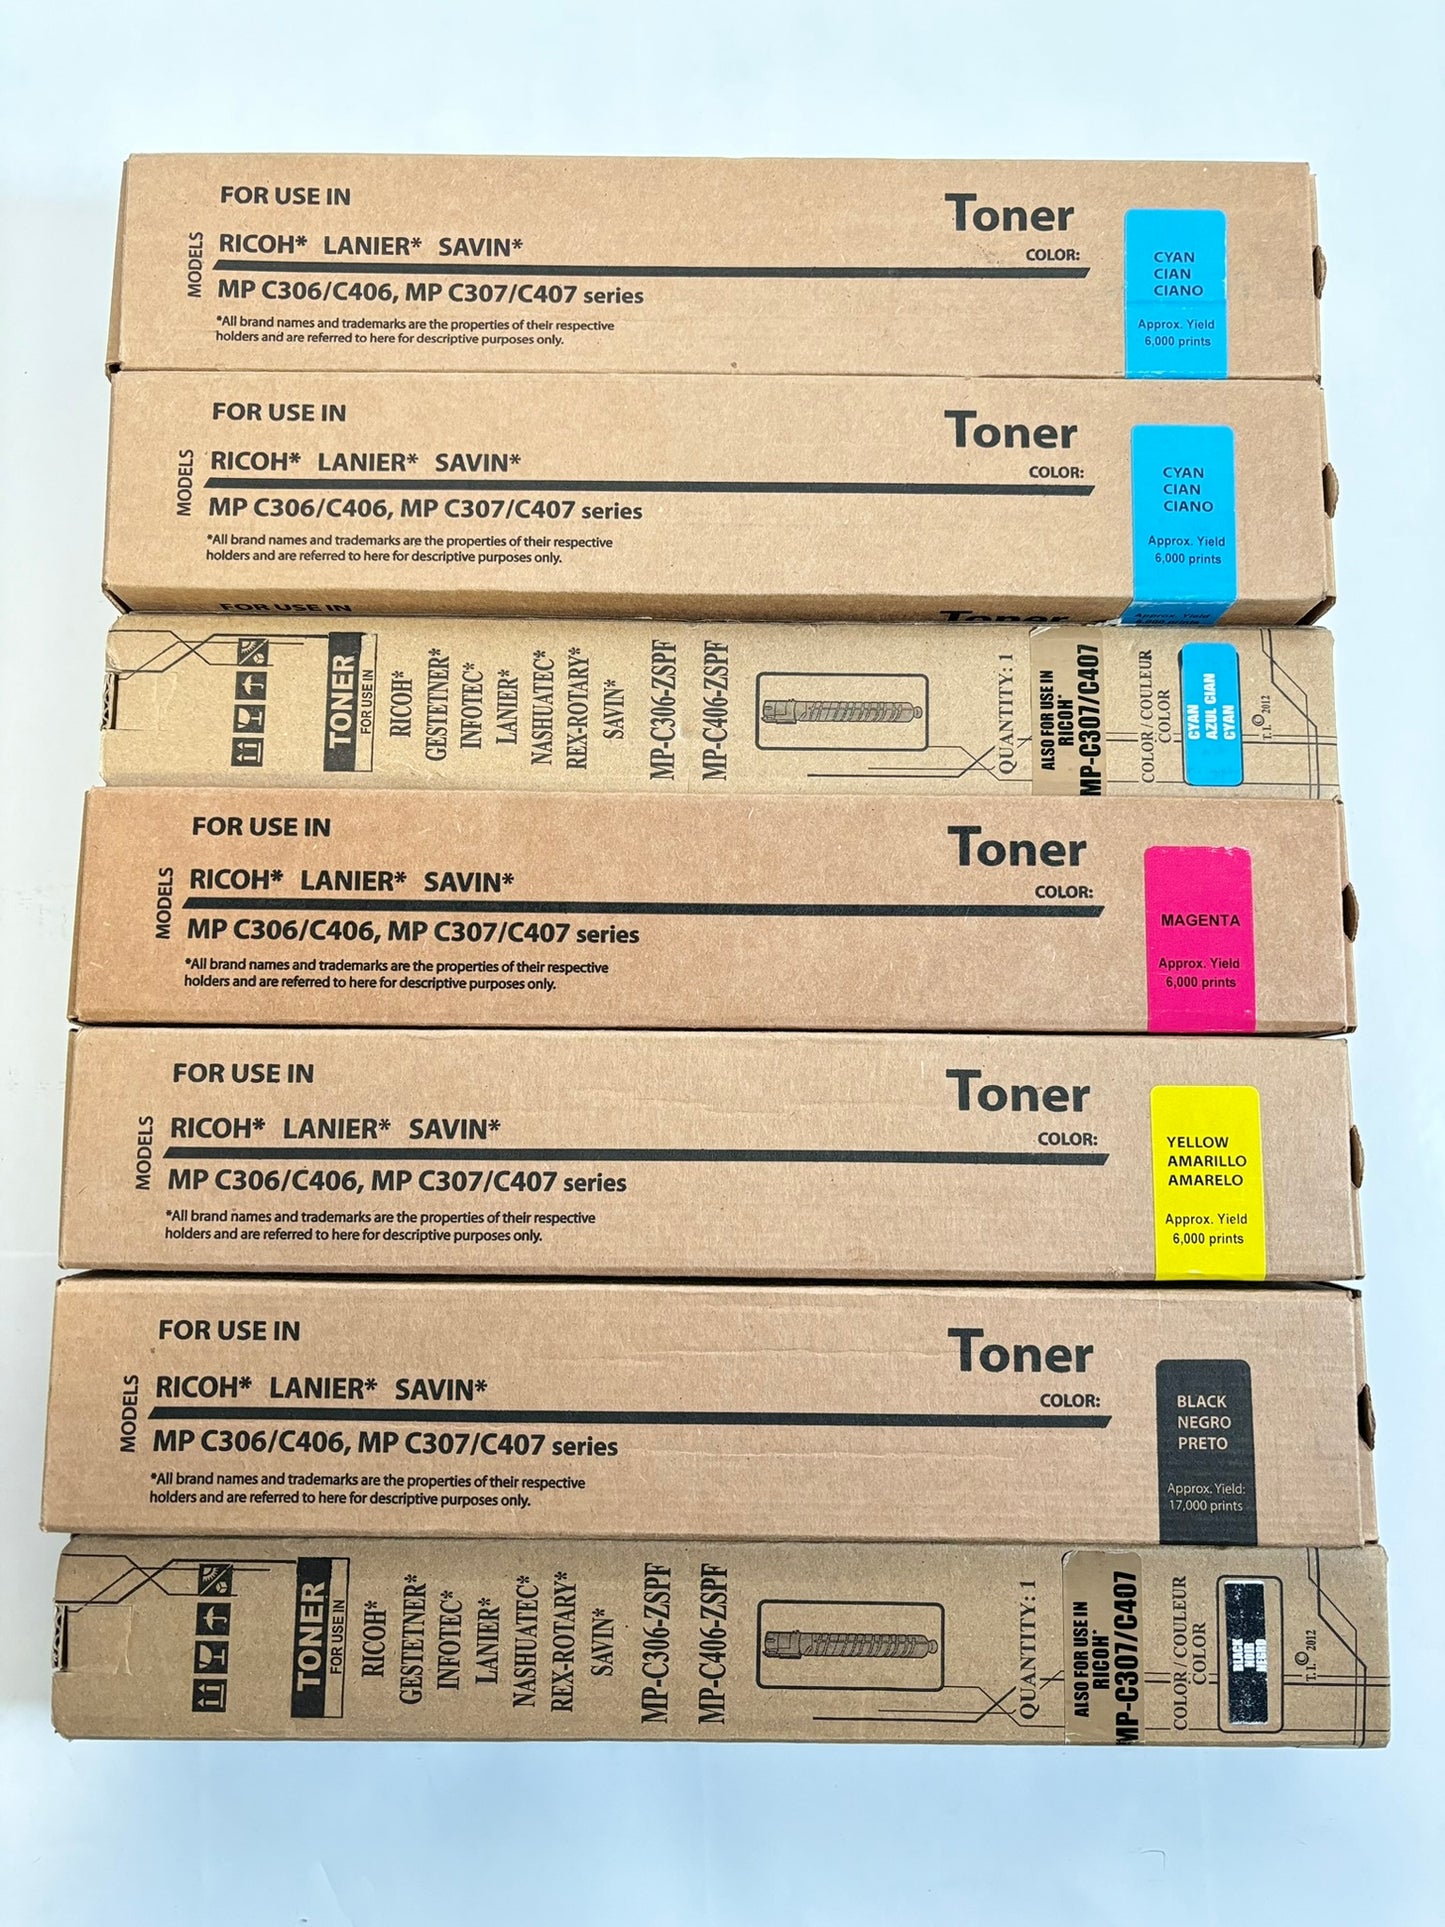 FOR USE IN
Toner
MODELS
RICOH* LANIER* SAVIN*
COLOR:
MP C306/C406, MP C307/C407 series
*All brand names and trademarks are the properties of their respective
holders and are referred to here for descriptive purposes only.
CYAN
CIAN
CIANO
Approx. Yield
6,000 prints
FOR USE IN
Toner
MODELS
RICOH* LANIER* SAVIN*
COLOR:
MP C306/C406, MP C307/C407 series
*All brand names and trademarks are the properties of their respective
holders and are referred to here for descriptive purposes only.
CYAN
CIAN
CIANO
Approx. Yield
6,000 prints
FOR USE IN
Toner
Approx. Yield
6,000 prints
TONER
FOR USE IN
RICOH*
GESTETNER*
INFOTEC*
LANIER*
NASHUATEC*
REX-ROTARY*
SAVIN*
MP-C306-ZSPF
MP-C406-ZSPF
QUANTITY: 1
ALSO FOR USE IN
RICOH*
MP-C307/C407
COLOR / COULEUR
COLOR
CYAN
AZUL CIAN
CYAN
T.I.© 2012
FOR USE IN
Toner
MODELS
RICOH* LANIER* SAVIN*
COLOR:
MP C306/C406, MP C307/C407 series
*All brand names and trademarks are the properties of their respective
holders and are referred to here for descriptive purposes only.
MAGENTA
Approx. Yield
6,000 prints
FOR USE IN
Toner
MODELS
RICOH* LANIER* SAVIN*
COLOR:
MP C306/C406, MP C307/C407 series
*All brand names and trademarks are the properties of their respective
holders and are referred to here for descriptive purposes only.
YELLOW
AMARILLO
AMARELO
Approx. Yield
6,000 prints
FOR USE IN
Toner
MODELS
RICOH* LANIER* SAVIN*
COLOR:
MP C306/C406, MP C307/C407 series
*All brand names and trademarks are the properties of their respective
holders and are referred to here for descriptive purposes only.
BLACK
NEGRO
PRETO
Approx. Yield:
17,000 prints
TONER
FOR USE IN
RICOH*
GESTETNER*
INFOTEC*
LANIER*
NASHUATEC*
REX-ROTARY*
SAVIN*
MP-C306-ZSPF
MP-C406-ZSPF
QUANTITY: 1
ALSO FOR USE IN
RICOH*
MP-C307/C407
COLOR / COULEUR
COLOR
BLACK
NOIR
NEGRO
T.I.© 2012